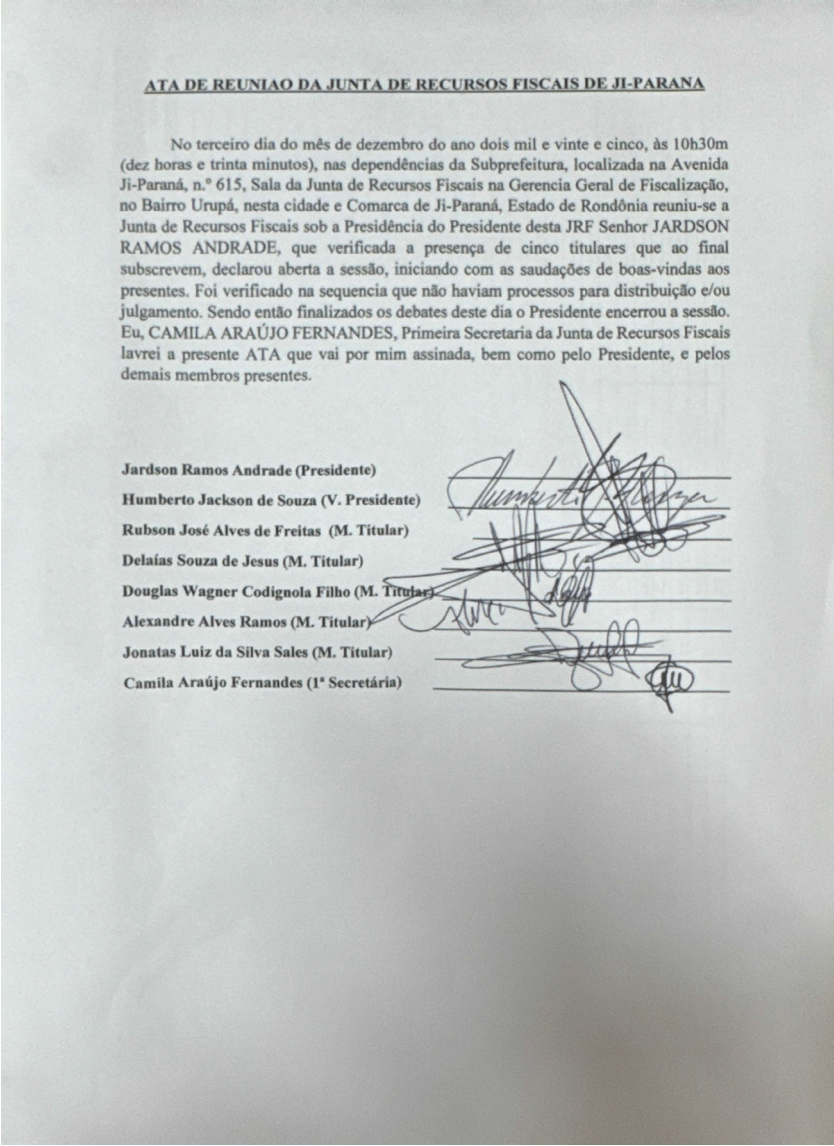 ATA DE REUNIAO DA JUNTA DE RECURSOS FISCAIS DE JI-PARANA
No terceiro dia do mês de dezembro do ano dois mil e vinte e cinco, às 10h30m
(dez horas e trinta minutos), nas dependências da Subprefeitura, localizada na Avenida
Ji-Paraná, n.º 615, Sala da Junta de Recursos Fiscais na Gerencia Geral de Fiscalização,
no Bairro Urupá, nesta cidade e Comarca de Ji-Paraná, Estado de Rondônia reuniu-se a
Junta de Recursos Fiscais sob a Presidência do Presidente desta JRF Senhor JARDSON
RAMOS ANDRADE, que verificada a presença de cinco titulares que ao final
subscrevem, declarou aberta a sessão, iniciando com as saudações de boas-vindas aos
presentes. Foi verificado na sequencia que não haviam processos para distribuição e/ou
julgamento. Sendo então finalizados os debates deste dia o Presidente encerrou a sessão.
Eu, CAMILA ARAÚJO FERNANDES, Primeira Secretaria da Junta de Recursos Fiscais
lavrei a presente ATA que vai por mim assinada, bem como pelo Presidente, e pelos
demais membros presentes.
Jardson Ramos Andrade (Presidente)
Humberto Jackson de Souza (V. Presidente)
Rubson José Alves de Freitas (M. Titular)
Delaías Souza de Jesus (M. Titular)
Douglas Wagner Codignola Filho (M. Titular)
Alexandre Alves Ramos (M. Titular)
Jonatas Luiz da Silva Sales (M. Titular)
Camila Araújo Fernandes (1ª Secretária)